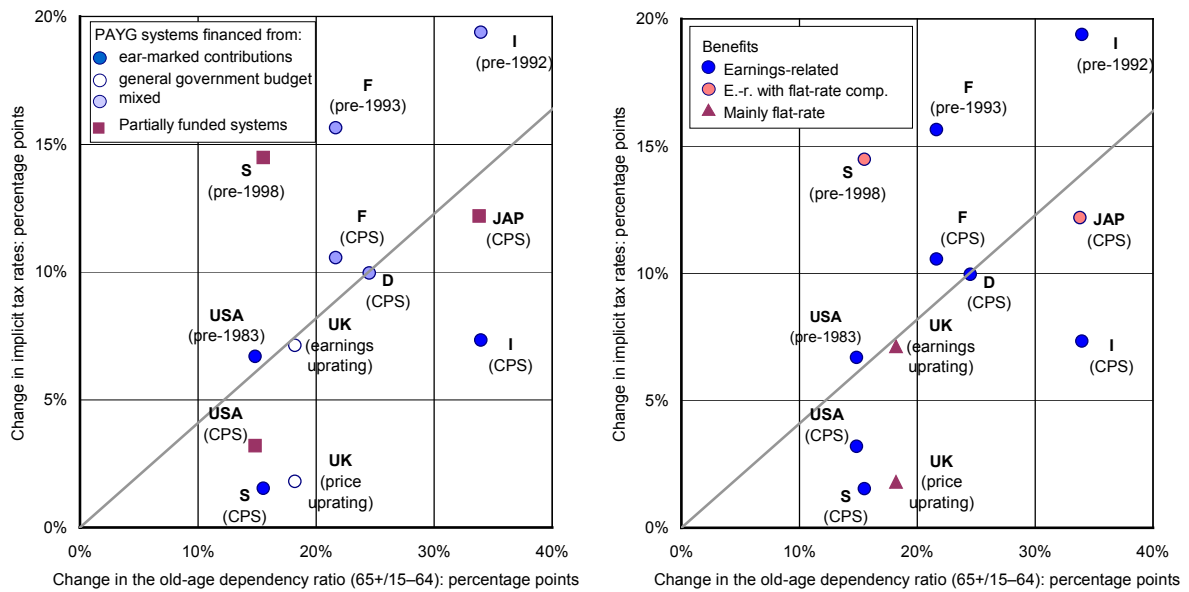 Change in implicit tax rates: percentage points
20%
15%
10%
5%
0%
PAYG systems financed from:
ear-marked contributions
general government budget
mixed
Partially funded systems
I
(pre-1992)
F
(pre-1993)
S
(pre-1998)
F
(CPS)
JAP
(CPS)
D
(CPS)
USA
(pre-1983)
UK
(earnings
uprating)
I
(CPS)
USA
(CPS)
UK
(price
uprating)
S
(CPS)
0%
10%
20%
30%
40%
Change in the old-age dependency ratio (65+/15–64): percentage points
Change in implicit tax rates: percentage points
20%
15%
10%
5%
0%
Benefits
Earnings-related
E.-r. with flat-rate comp.
Mainly flat-rate
I
(pre-1992)
F
(pre-1993)
S
(pre-1998)
F
(CPS)
JAP
(CPS)
D
(CPS)
USA
(pre-1983)
UK
(earnings
uprating)
I
(CPS)
USA
(CPS)
UK
(price
uprating)
S
(CPS)
0%
10%
20%
30%
40%
Change in the old-age dependency ratio (65+/15–64): percentage points